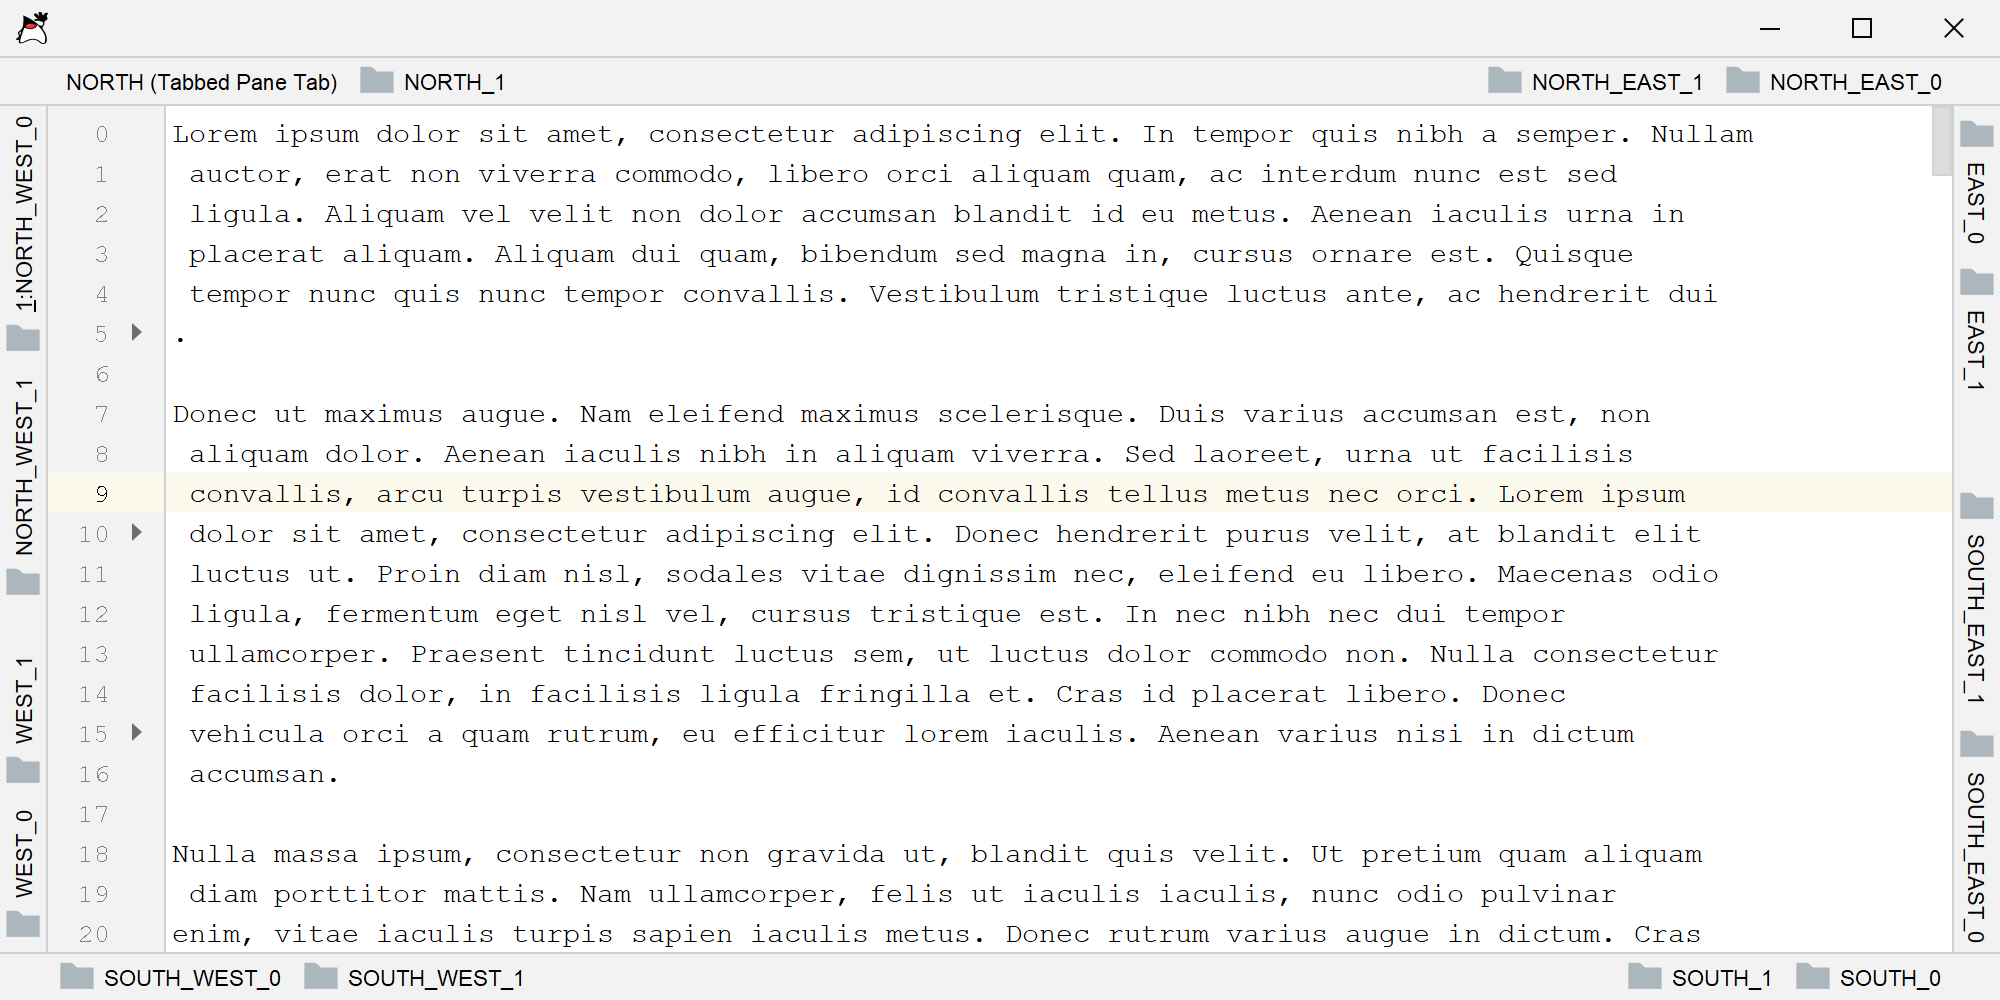 NORTH (Tabbed Pane Tab) NORTH_1 NORTH_EAST_1 NORTH_EAST_0
1:NORTH_WEST_0
NORTH_WEST_1
WEST_1
WEST_0
0 Lorem ipsum dolor sit amet, consectetur adipiscing elit. In tempor quis nibh a semper. Nullam
1 auctor, erat non viverra commodo, libero orci aliquam quam, ac interdum nunc est sed
2 ligula. Aliquam vel velit non dolor accumsan blandit id eu metus. Aenean iaculis urna in
3 placerat aliquam. Aliquam dui quam, bibendum sed magna in, cursus ornare est. Quisque
4 tempor nunc quis nunc tempor convallis. Vestibulum tristique luctus ante, ac hendrerit dui
5 .
6
7 Donec ut maximus augue. Nam eleifend maximus scelerisque. Duis varius accumsan est, non
8 aliquam dolor. Aenean iaculis nibh in aliquam viverra. Sed laoreet, urna ut facilisis
9 convallis, arcu turpis vestibulum augue, id convallis tellus metus nec orci. Lorem ipsum
10 dolor sit amet, consectetur adipiscing elit. Donec hendrerit purus velit, at blandit elit
11 luctus ut. Proin diam nisl, sodales vitae dignissim nec, eleifend eu libero. Maecenas odio
12 ligula, fermentum eget nisl vel, cursus tristique est. In nec nibh nec dui tempor
13 ullamcorper. Praesent tincidunt luctus sem, ut luctus dolor commodo non. Nulla consectetur
14 facilisis dolor, in facilisis ligula fringilla et. Cras id placerat libero. Donec
15 vehicula orci a quam rutrum, eu efficitur lorem iaculis. Aenean varius nisi in dictum
16 accumsan.
17
18 Nulla massa ipsum, consectetur non gravida ut, blandit quis velit. Ut pretium quam aliquam
19 diam porttitor mattis. Nam ullamcorper, felis ut iaculis iaculis, nunc odio pulvinar
20 enim, vitae iaculis turpis sapien iaculis metus. Donec rutrum varius augue in dictum. Cras
EAST_0
EAST_1
SOUTH_EAST_1
SOUTH_EAST_0
SOUTH_WEST_0 SOUTH_WEST_1 SOUTH_1 SOUTH_0